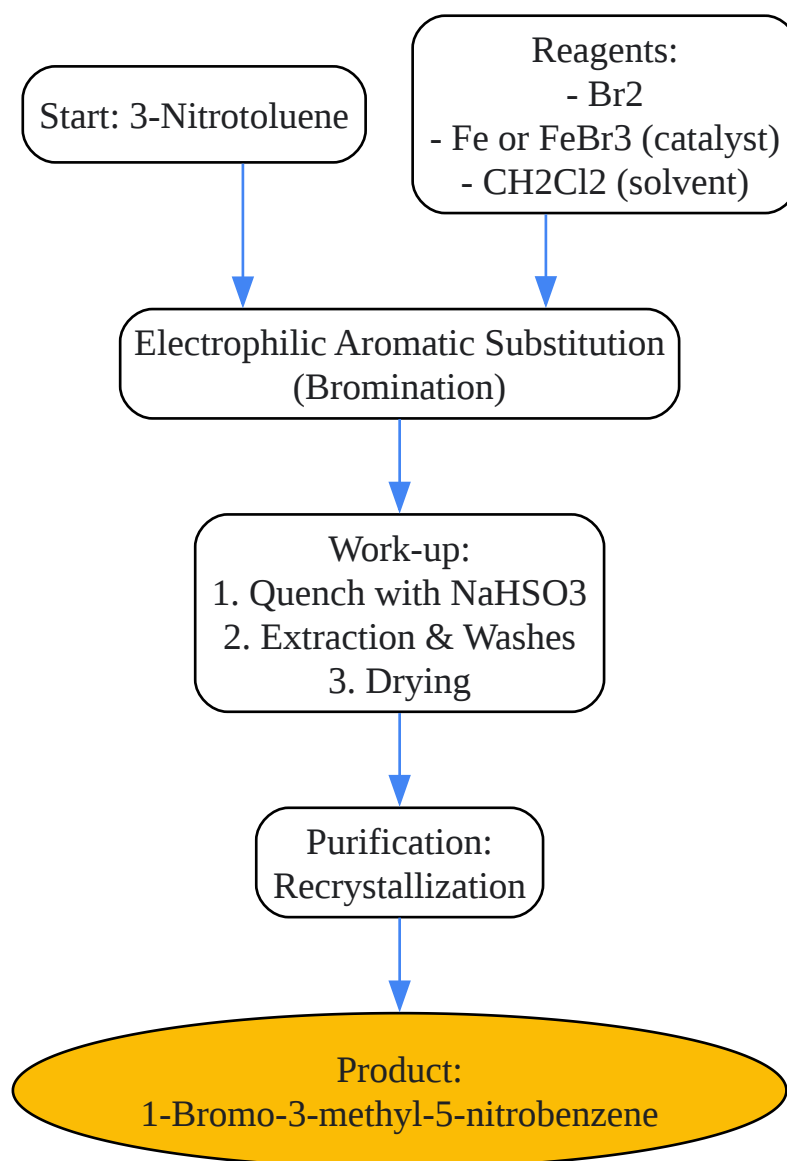 Start: 3-Nitrotoluene
Reagents:
- Br2
- Fe or FeBr3 (catalyst)
- CH2Cl2 (solvent)
Electrophilic Aromatic Substitution
(Bromination)
Work-up:
1. Quench with NaHSO3
2. Extraction & Washes
3. Drying
Purification:
Recrystallization
Product:
1-Bromo-3-methyl-5-nitrobenzene